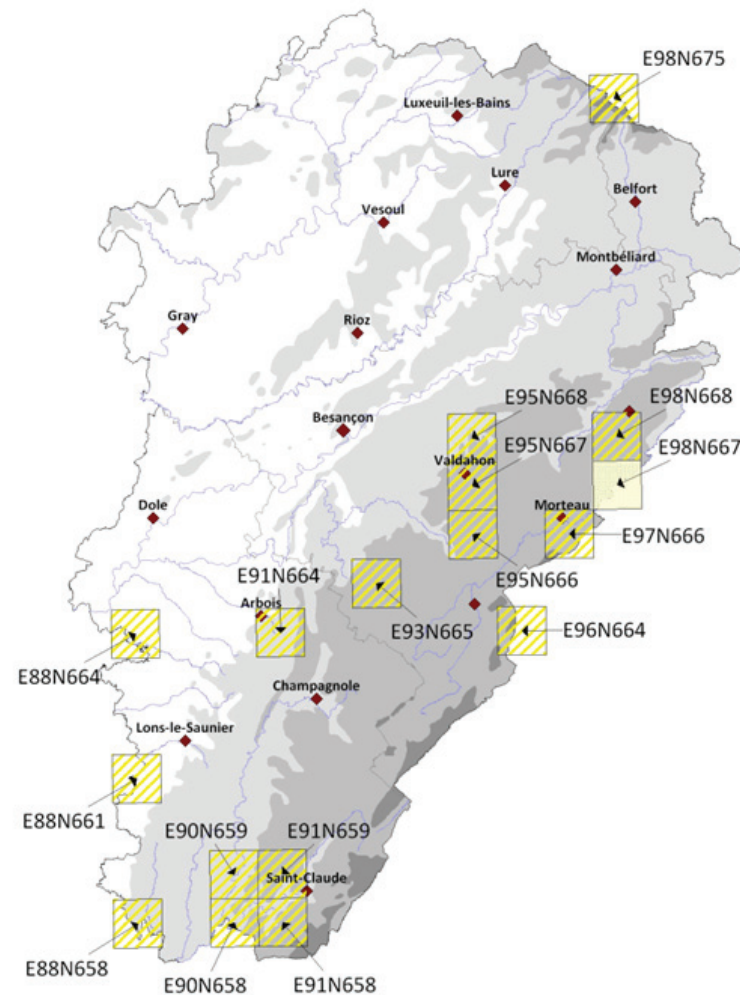 E98N675
Luxeuil-les-Bains
Lure
Belfort
Vesoul
Montbéliard
Gray
Rioz
E95N668
E98N668
Besançon
E95N667
E98N667
Valdahon
Dole
Morteau
E97N666
E91N664
E95N666
Arbois
E93N665
E96N664
E88N664
Champagnole
Lons-le-Saunier
E88N661
E90N659
E91N659
Saint-Claude
E88N658
E90N658
E91N658